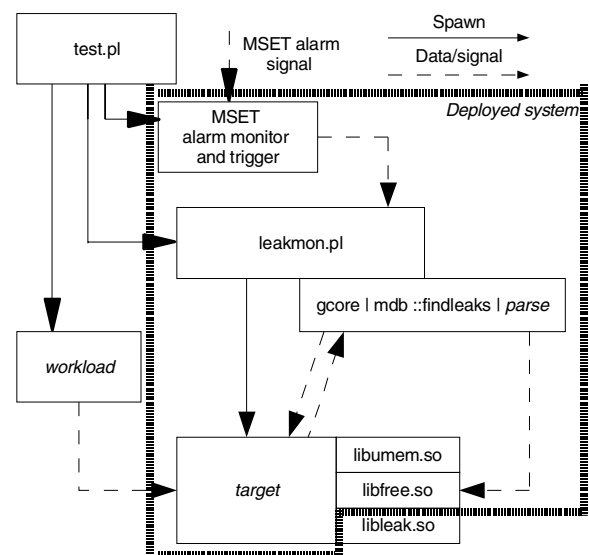 test.pl
MSET alarm
signal
Spawn
Data/signal
Deployed system
MSET
alarm monitor
and trigger
leakmon.pl
gcore | mdb ::findleaks | parse
workload
target
libumem.so
libfree.so
libleak.so